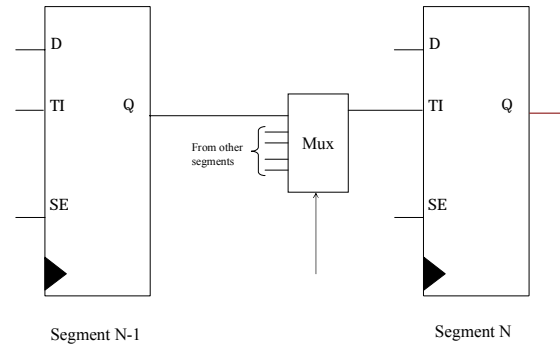 D
TI
Q
SE
Segment N-1
From other
segments
Mux
D
TI
Q
SE
Segment N